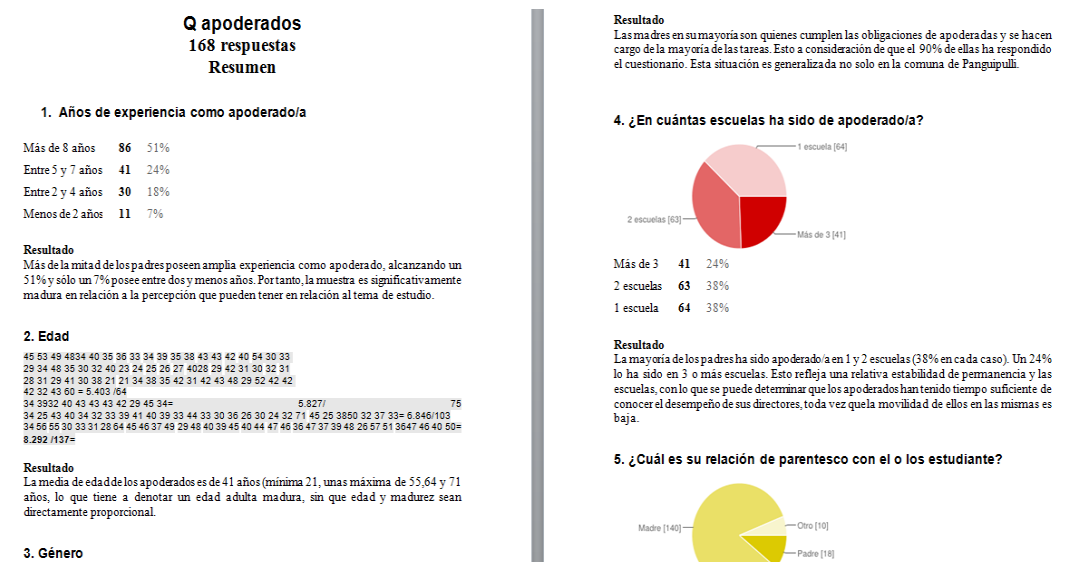 Q apoderados
168 respuestas
Resumen
1. Años de experiencia como apoderado/a
Más de 8 años 86 51%
Entre 5 y 7 años 41 24%
Entre 2 y 4 años 30 18%
Menos de 2 años 11 7%
Resultado
Más de la mitad de los padres poseen amplia experiencia como apoderado, alcanzando un
51% y sólo un 7% posee entre dos y menos años. Por tanto, la muestra es significativamente
madura en relación a la percepción que pueden tener en relación al tema de estudio.
2. Edad
45 53 49 4834 40 35 36 33 34 39 35 38 43 43 42 40 54 30 33
29 34 48 35 30 32 40 23 24 25 26 27 4028 29 42 31 30 32 31
28 31 29 41 30 38 21 21 34 38 35 42 31 42 43 48 29 52 42 42
42 32 43 60 = 5.403 /64
34 3932 40 43 43 43 42 29 45 34= 5.827/ 75
34 25 43 40 34 32 33 39 41 40 39 33 44 33 30 36 26 30 24 32 71 45 25 3850 32 37 33= 6.846/103
34 56 55 30 33 31 28 64 45 46 37 49 29 48 40 39 45 40 44 47 46 36 47 37 39 48 26 57 51 3647 46 40 50=
8.292 /137=
Resultado
La media de edad de los apoderados es de 41 años (mínima 21, unas máxima de 55,64 y 71
años, lo que tiene a denotar un edad adulta madura, sin que edad y madurez sean
directamente proporcional.
3. Género
Resultado
Las madres en su mayoría son quienes cumplen las obligaciones de apoderadas y se hacen
cargo de la mayoría de las tareas. Esto a consideración de que el 90% de ellas ha respondido
el cuestionario. Esta situación es generalizada no solo en la comuna de Panguipulli.
4. ¿En cuántas escuelas ha sido de apoderado/a?
1 escuela [64]
2 escuelas [63]
Más de 3 [41]
Más de 3 41 24%
2 escuelas 63 38%
1 escuela 64 38%
Resultado
La mayoría de los padres ha sido apoderado/a en 1 y 2 escuelas (38% en cada caso). Un 24%
lo ha sido en 3 o más escuelas. Esto refleja una relativa estabilidad de permanencia y las
escuelas, con lo que se puede determinar que los apoderados han tenido tiempo suficiente de
conocer el desempeño de sus directores, toda vez que la movilidad de ellos en las mismas es
baja.
5. ¿Cuál es su relación de parentesco con el o los estudiante?
Madre [140]
Otro [10]
Padre [18]